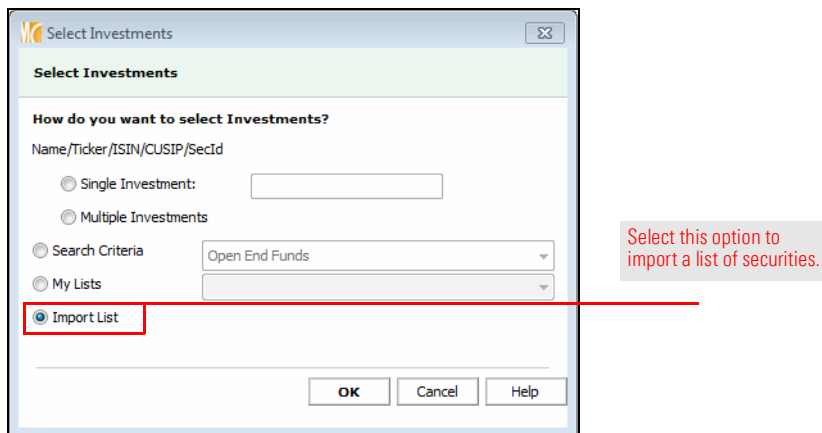 Select Investments
Select Investments
How do you want to select Investments?
Name/Ticker/ISIN/CUSIP/SecId
Single Investment:
Multiple Investments
Search Criteria
Open End Funds
My Lists
Import List
OK
Cancel
Help
Select this option to
import a list of securities.